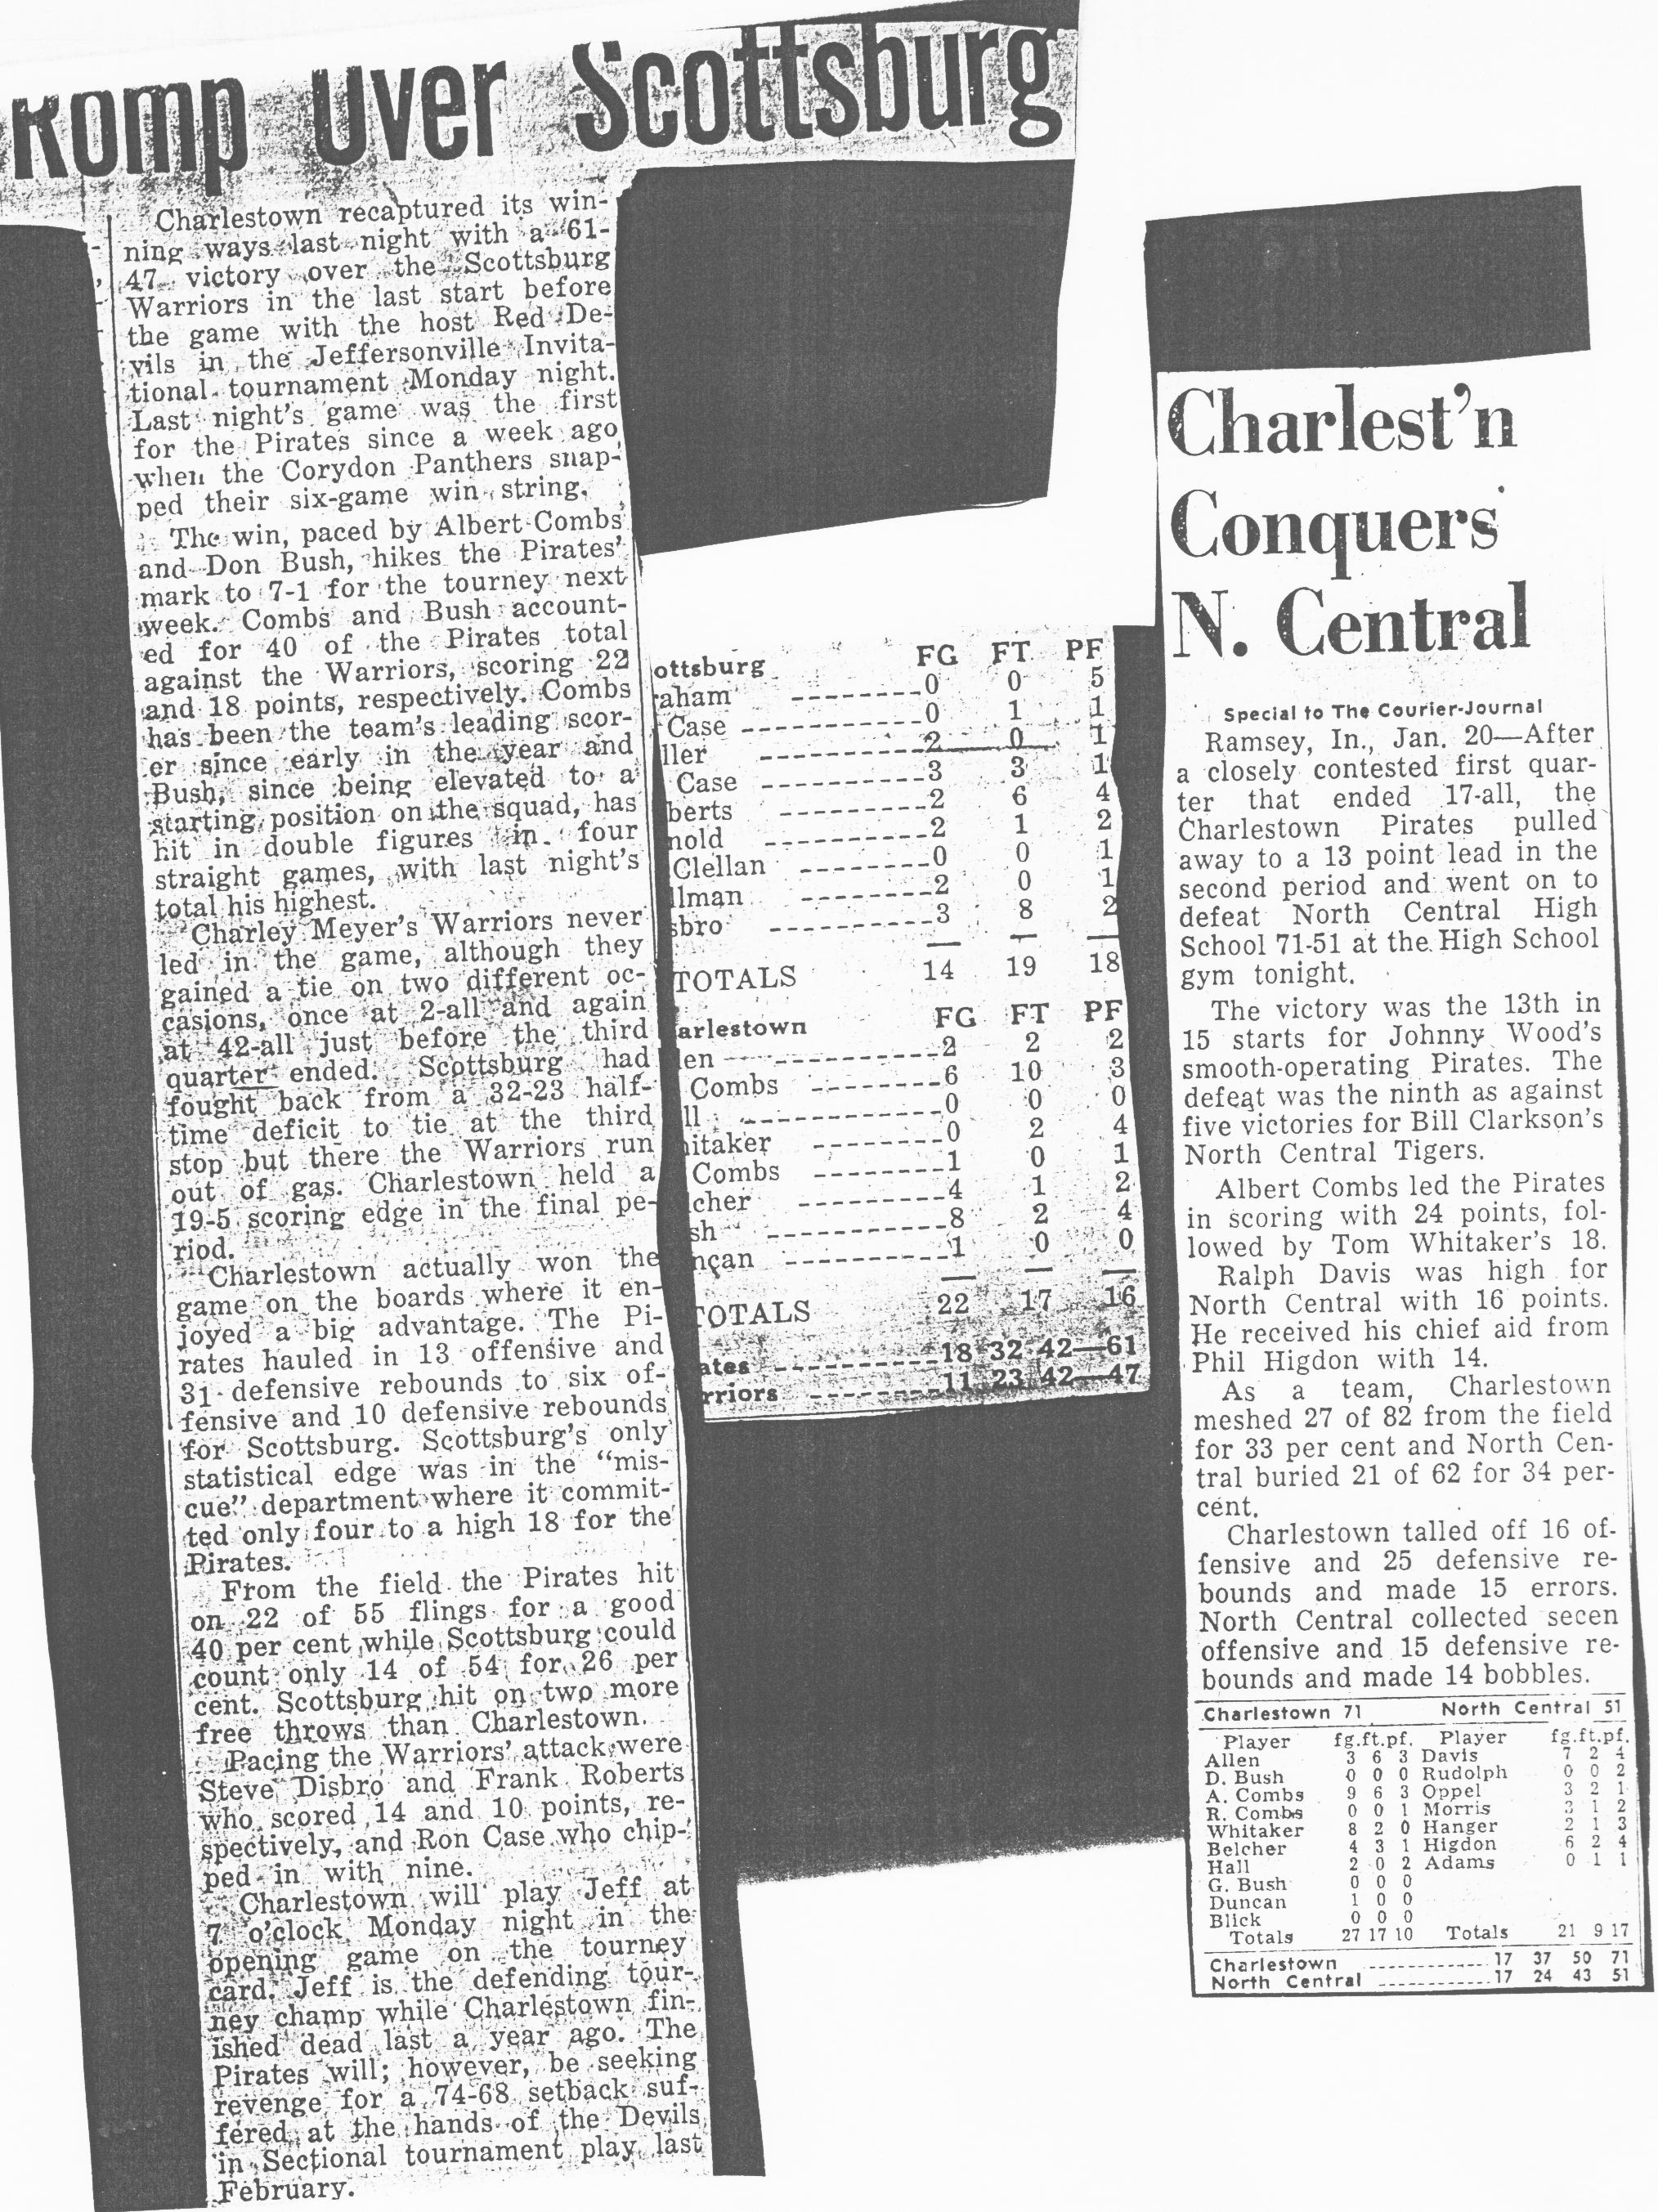 Romp Over Scottsburg
Charlestown recaptured its win-
ning ways last night with a 61-
47 victory over the Scottsburg
Warriors in the last start before
the game with the host Red De-
vils in the Jeffersonville Invita-
tional tournament Monday night.
Last night's game was the first
for the Pirates since a week ago
when the Corydon Panthers snap-
ped their six-game win string.
The win, paced by Albert Combs
and Don Bush, hikes the Pirates'
mark to 7-1 for the tourney next
week. Combs and Bush account-
ed for 40 of the Pirates total
against the Warriors, scoring 22
and 18 points, respectively. Combs
has been the team's leading scor-
er since early in the year and
Bush, since being elevated to a
starting position on the squad, has
hit in double figures in four
straight games, with last night's
total his highest.
Charley Meyer's Warriors never
led in the game, although they
gained a tie on two different oc-
casions, once at 2-all and again
at 42-all just before the third
quarter ended. Scottsburg had
fought back from a 32-23 half-
time deficit to tie at the third
stop but there the Warriors run
out of gas. Charlestown held a
19-5 scoring edge in the final pe-
riod.
Charlestown actually won the
game on the boards where it en-
joyed a big advantage. The Pi-
rates hauled in 13 offensive and
31 defensive rebounds to six of-
fensive and 10 defensive rebounds
for Scottsburg. Scottsburg's only
statistical edge was in the "mis-
cue" department where it commit-
ted only four to a high 18 for the
Pirates.
From the field the Pirates hit
on 22 of 55 flings for a good
40 per cent while Scottsburg could
count only 14 of 54 for 26 per
cent. Scottsburg hit on two more
free throws than Charlestown.
Pacing the Warriors' attack were
Steve Disbro and Frank Roberts
who scored 14 and 10 points, re-
spectively, and Ron Case who chip-
ped in with nine.
Charlestown will play Jeff at
7 o'clock Monday night in the
opening game on the tourney
card. Jeff is the defending tour-
ney champ while Charlestown fin-
ished dead last a year ago. The
Pirates will; however, be seeking
revenge for a 74-68 setback suf-
fered at the hands of the Devils
in Sectional tournament play last
February.
ottsburg FG FT PF
raham 0 0 5
Case 0 1 1
ller 2 0 1
Case 3 3 1
berts 2 6 4
nold 2 1 2
Clellan 0 0 1
llman 2 0 1
sbro 3 8 2
TOTALS 14 19 18
arlestown FG FT PF
len 2 2 2
Combs 6 10 3
ll 0 0 0
hitaker 0 2 4
Combs 1 0 1
lcher 4 1 2
sh 8 2 4
ncan 1 0 0
TOTALS 22 17 16
ates 18 32 42—61
rriors 11 23 42—47
Charlest'n
Conquers
N. Central
Special to The Courier-Journal
Ramsey, In., Jan. 20—After
a closely contested first quar-
ter that ended 17-all, the
Charlestown Pirates pulled
away to a 13 point lead in the
second period and went on to
defeat North Central High
School 71-51 at the High School
gym tonight.
The victory was the 13th in
15 starts for Johnny Wood's
smooth-operating Pirates. The
defeat was the ninth as against
five victories for Bill Clarkson's
North Central Tigers.
Albert Combs led the Pirates
in scoring with 24 points, fol-
lowed by Tom Whitaker's 18.
Ralph Davis was high for
North Central with 16 points.
He received his chief aid from
Phil Higdon with 14.
As a team, Charlestown
meshed 27 of 82 from the field
for 33 per cent and North Cen-
tral buried 21 of 62 for 34 per-
cent.
Charlestown talled off 16 of-
fensive and 25 defensive re-
bounds and made 15 errors.
North Central collected secen
offensive and 15 defensive re-
bounds and made 14 bobbles.
Charlestown 71 North Central 51
Player fg.ft.pf. Player fg.ft.pf.
Allen 3 6 3 Davis 7 2 4
D. Bush 0 0 0 Rudolph 0 0 2
A. Combs 9 6 3 Oppel 3 2 1
R. Combs 0 0 1 Morris 3 1 2
Whitaker 8 2 0 Hanger 2 1 3
Belcher 4 3 1 Higdon 6 2 4
Hall 2 0 2 Adams 0 1 1
G. Bush 0 0 0
Duncan 1 0 0
Blick 0 0 0
Totals 27 17 10 Totals 21 9 17
Charlestown 17 37 50 71
North Central 17 24 43 51